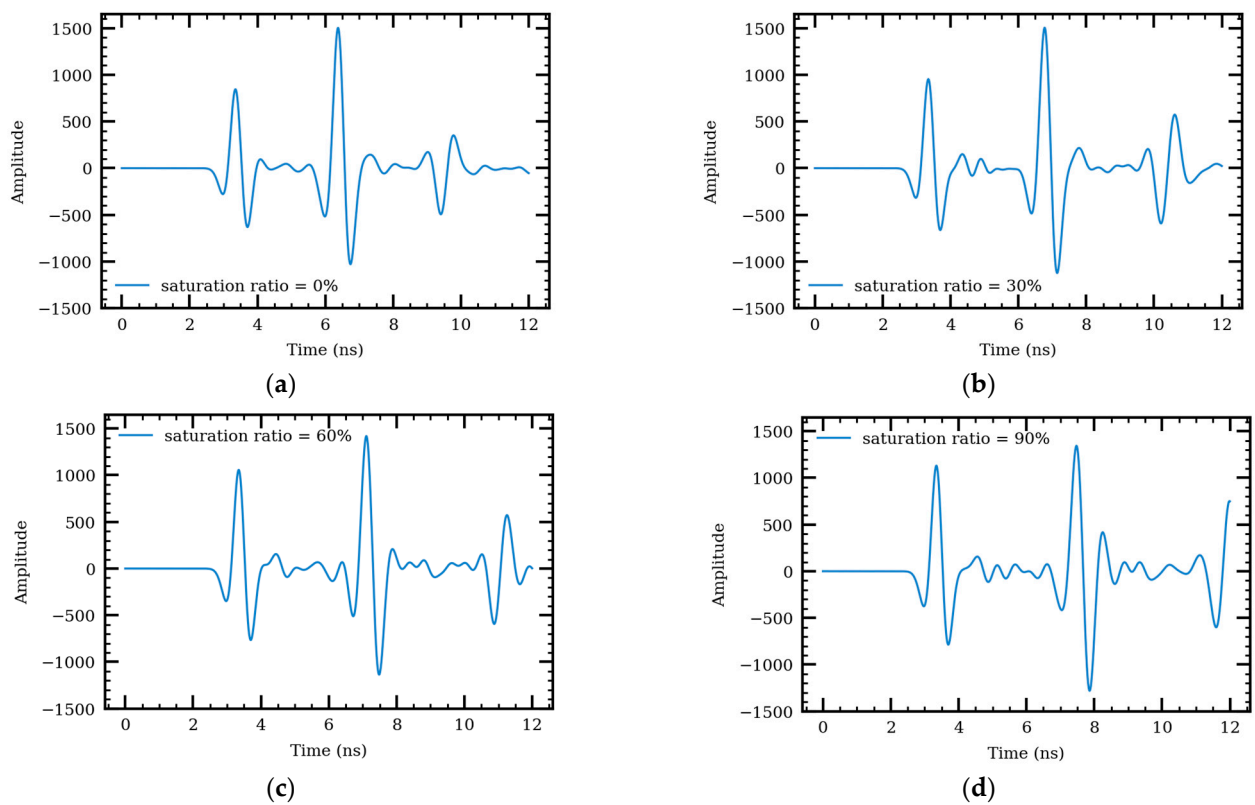 1500
1000
500
0
−500
−1000
−1500
Amplitude
saturation ratio = 0%
0 2 4 6 8 10 12
Time (ns)
(a)
1500
1000
500
0
−500
−1000
−1500
Amplitude
saturation ratio = 30%
0 2 4 6 8 10 12
Time (ns)
(b)
1500
1000
500
0
−500
−1000
−1500
Amplitude
saturation ratio = 60%
0 2 4 6 8 10 12
Time (ns)
(c)
1500
1000
500
0
−500
−1000
−1500
Amplitude
saturation ratio = 90%
0 2 4 6 8 10 12
Time (ns)
(d)